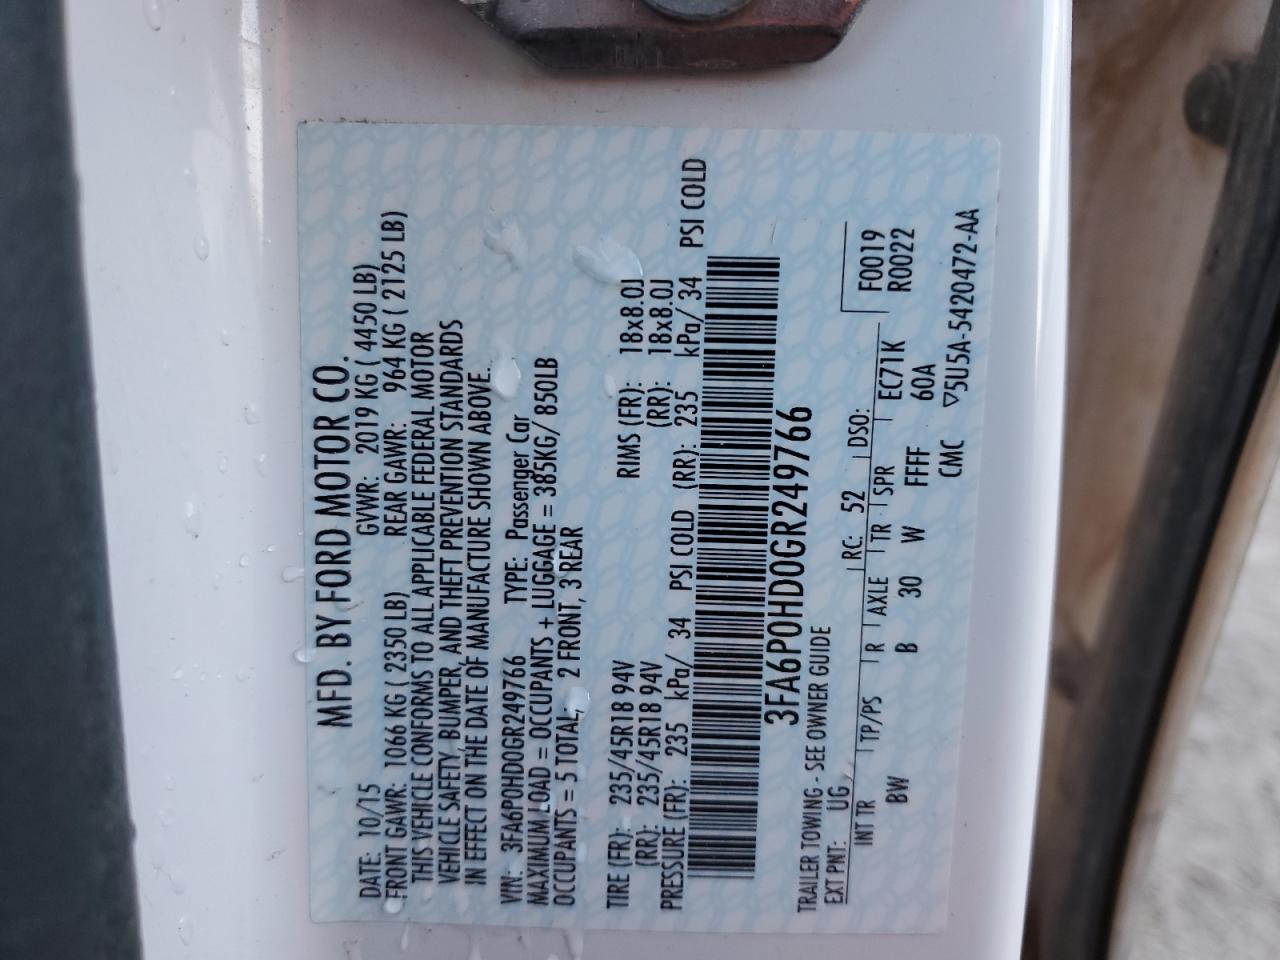 MFD. BY FORD MOTOR CO.
DATE: 10/15 GVWR: 2019 KG ( 4450 LB)
FRONT GAWR: 1066 KG ( 2350 LB) REAR GAWR: 964 KG ( 2125 LB)
THIS VEHICLE CONFORMS TO ALL APPLICABLE FEDERAL MOTOR
VEHICLE SAFETY, BUMPER, AND THEFT PREVENTION STANDARDS
IN EFFECT ON THE DATE OF MANUFACTURE SHOWN ABOVE.
VIN: 3FA6P0HD0GR249766 TYPE: Passenger Car
MAXIMUM LOAD = OCCUPANTS + LUGGAGE = 385KG/ 850LB
OCCUPANTS = 5 TOTAL; 2 FRONT, 3 REAR
TIRE (FR): 235/45R18 94V RIMS (FR): 18x8.0J
(RR): 235/45R18 94V (RR): 18x8.0J
PRESSURE (FR): 235 kPa/ 34 PSI COLD (RR): 235 kPa/ 34 PSI COLD
3FA6P0HD0GR249766
TRAILER TOWING - SEE OWNER GUIDE
EXT PNT: UG RC: 52 DSO: F0019
INT TR TP/PS R AXLE TR SPR EC71K R0022
BW B 30 W FFF 60A
CMC ▽5U5A-5420472-AA